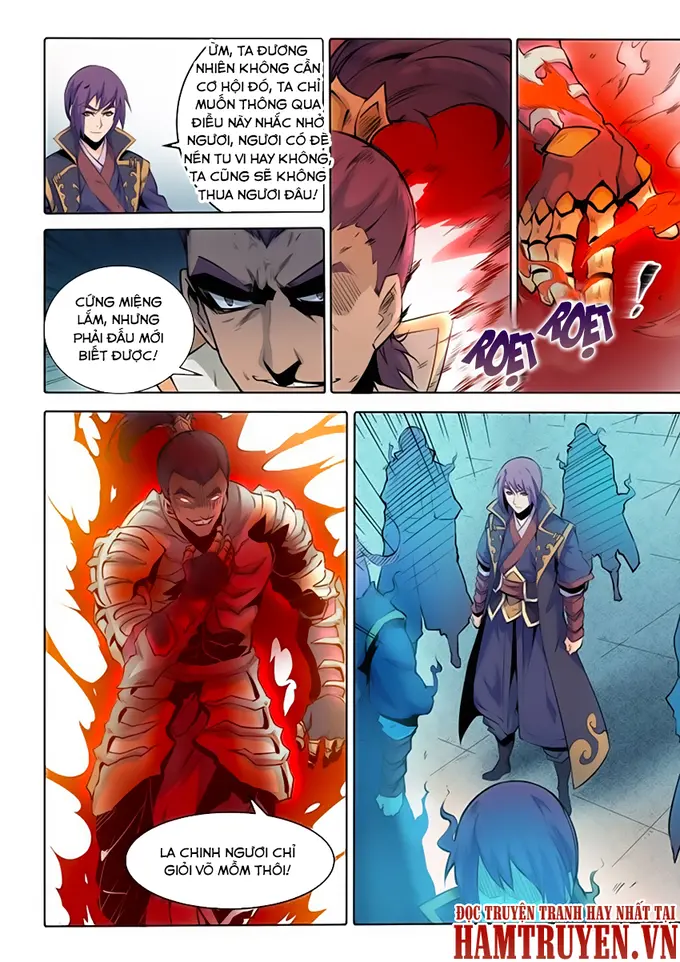 ỪM, TA ĐƯƠNG
NHIÊN KHÔNG CẦN
CƠ HỘI ĐÓ, TA CHỈ
MUỐN THÔNG QUA
ĐIỀU NÀY NHẮC NHỞ
NGƯƠI, NGƯƠI CÓ ĐÈ
NÉN TU VI HAY KHÔNG,
TA CŨNG SẼ KHÔNG
THUA NGƯƠI ĐÂU!
CỨNG MIỆNG
LẮM, NHƯNG
PHẢI ĐẤU MỚI
BIẾT ĐƯỢC!
ROẸT ROẸT !
LA CHINH NGƯƠI CHỈ
GIỎI VÕ MỒM THÔI!
ĐỌC TRUYỆN TRANH HAY NHẤT TẠI
HAMTRUYEN.VN